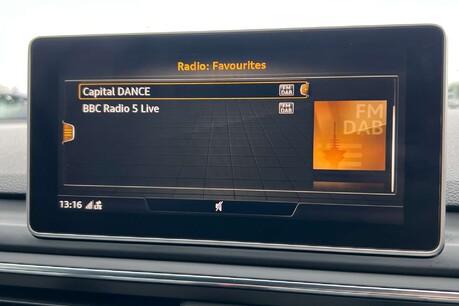 Radio: Favourites
Capital DANCE FM DAB
BBC Radio 5 Live FM DAB
FM
DAB
13:16